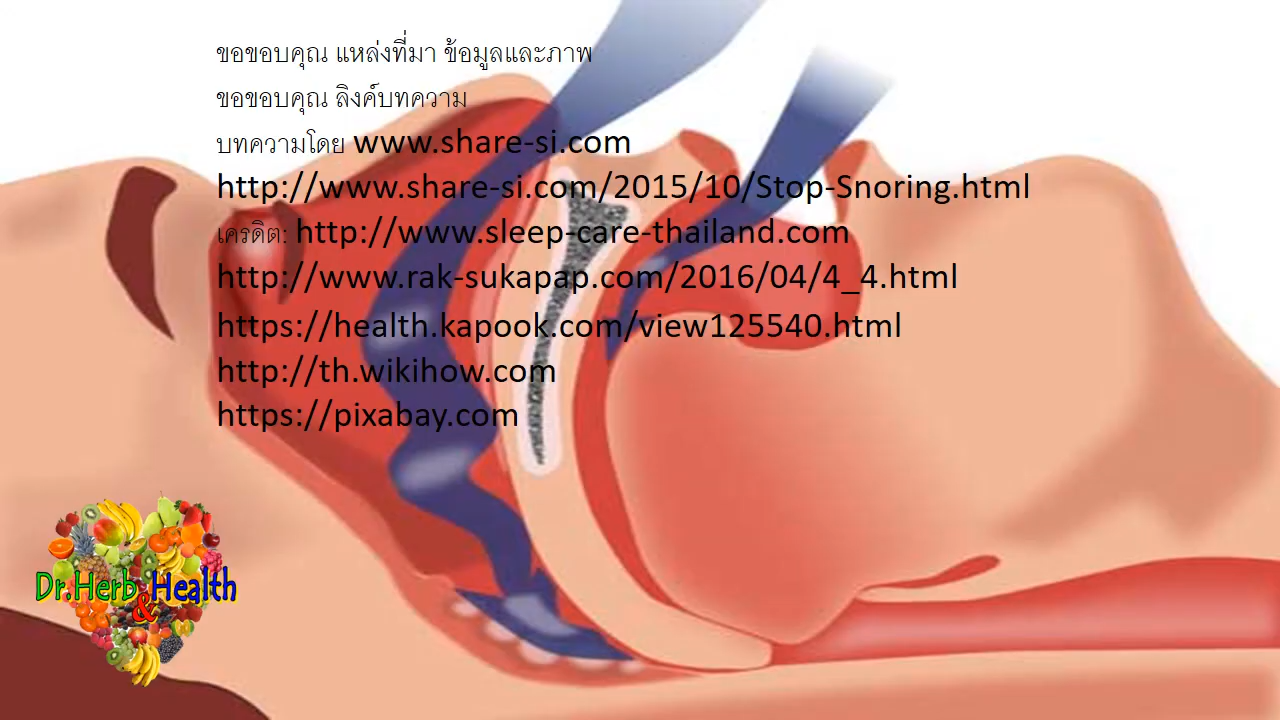 ขอขอบคุณ แหล่งที่มา ข้อมูลและภาพ
ขอขอบคุณ ลิงค์บทความ
บทความโดย www.share-si.com
http://www.share-si.com/2015/10/Stop-Snoring.html
เครดิต: http://www.sleep-care-thailand.com
http://www.rak-sukapap.com/2016/04/4_4.html
https://health.kapook.com/view125540.html
http://th.wikihow.com
https://pixabay.com
Dr.Herb Health
&